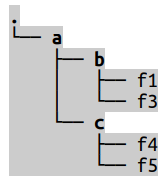 .
└── a
    ├── b
    │   ├── f1
    │   └── f3
    └── c
        ├── f4
        └── f5